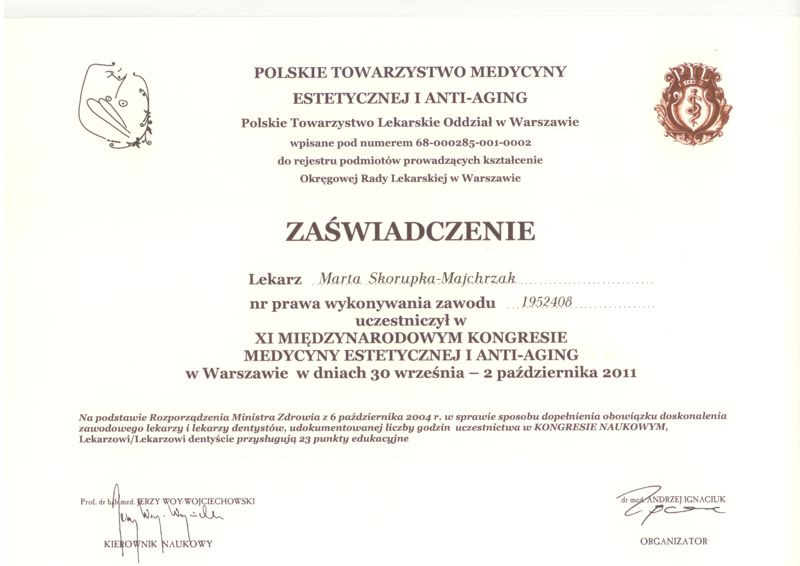 POLSKIE TOWARZYSTWO MEDYCYNY
ESTETYCZNEJ I ANTI-AGING
Polskie Towarzystwo Lekarskie Oddział w Warszawie
wpisane pod numerem 68-000285-001-0002
do rejestru podmiotów prowadzących kształcenie
Okręgowej Rady Lekarskiej w Warszawie
PTL
ZAŚWIADCZENIE
Lekarz Marta Skorupka-Majchrzak
nr prawa wykonywania zawodu 1952408
uczestniczył w
XI MIĘDZYNARODOWYM KONGRESIE
MEDYCYNY ESTETYCZNEJ I ANTI-AGING
w Warszawie w dniach 30 września – 2 października 2011
Na podstawie Rozporządzenia Ministra Zdrowia z 6 października 2004 r. w sprawie sposobu dopełnienia obowiązku doskonalenia
zawodowego lekarzy i lekarzy dentystów, udokumentowanej liczby godzin uczestnictwa w KONGRESIE NAUKOWYM,
Lekarzowi/Lekarzowi dentyście przysługują 23 punkty edukacyjne
Prof. dr hab med. JERZY WOY-WOJCIECHOWSKI
Jerzy Woy-Wojciech
KIEROWNIK NAUKOWY
dr med. ANDRZEJ IGNACIUK
ORGANIZATOR